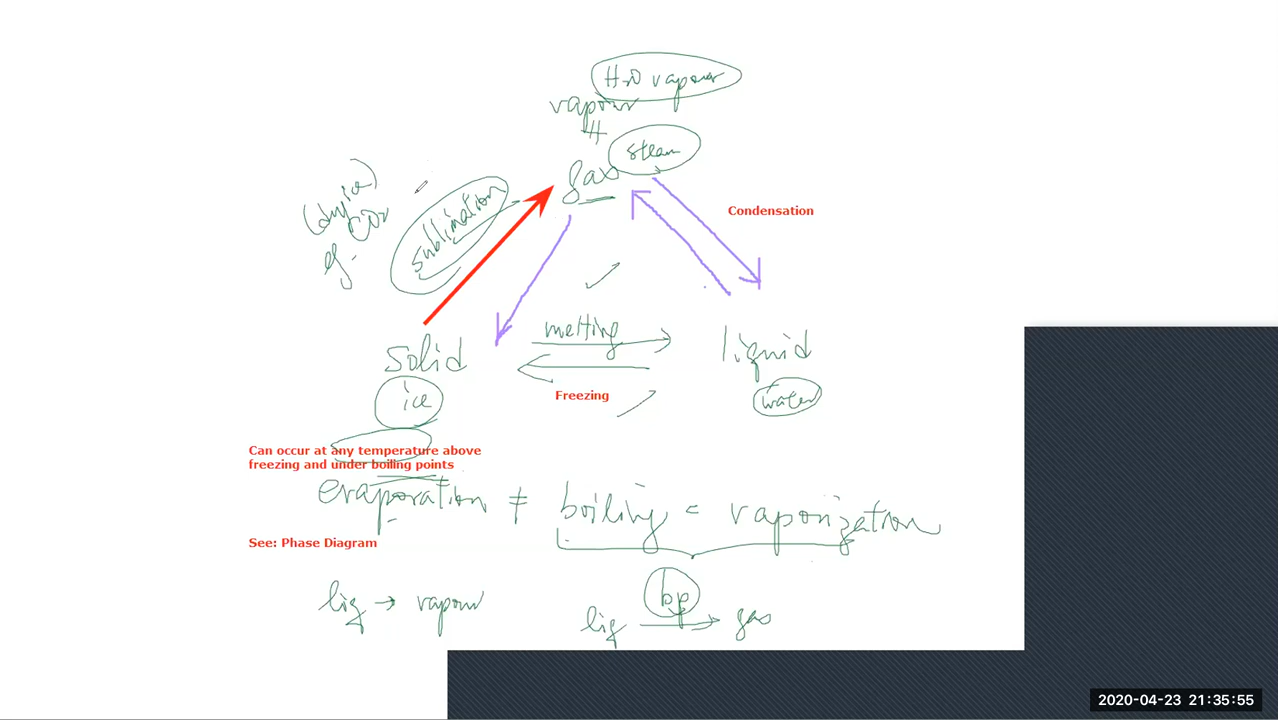 H2O vapour
vapour
steam
gas
(dry ice)
eg. CO2
sublimation
Condensation
melting
solid
liquid
Freezing
ice
water
Can occur at any temperature above
freezing and under boiling points
evaporation ≠ boiling = vaporization
See: Phase Diagram
bp
liq → vapour
liq → gas
2020-04-23 21:35:55